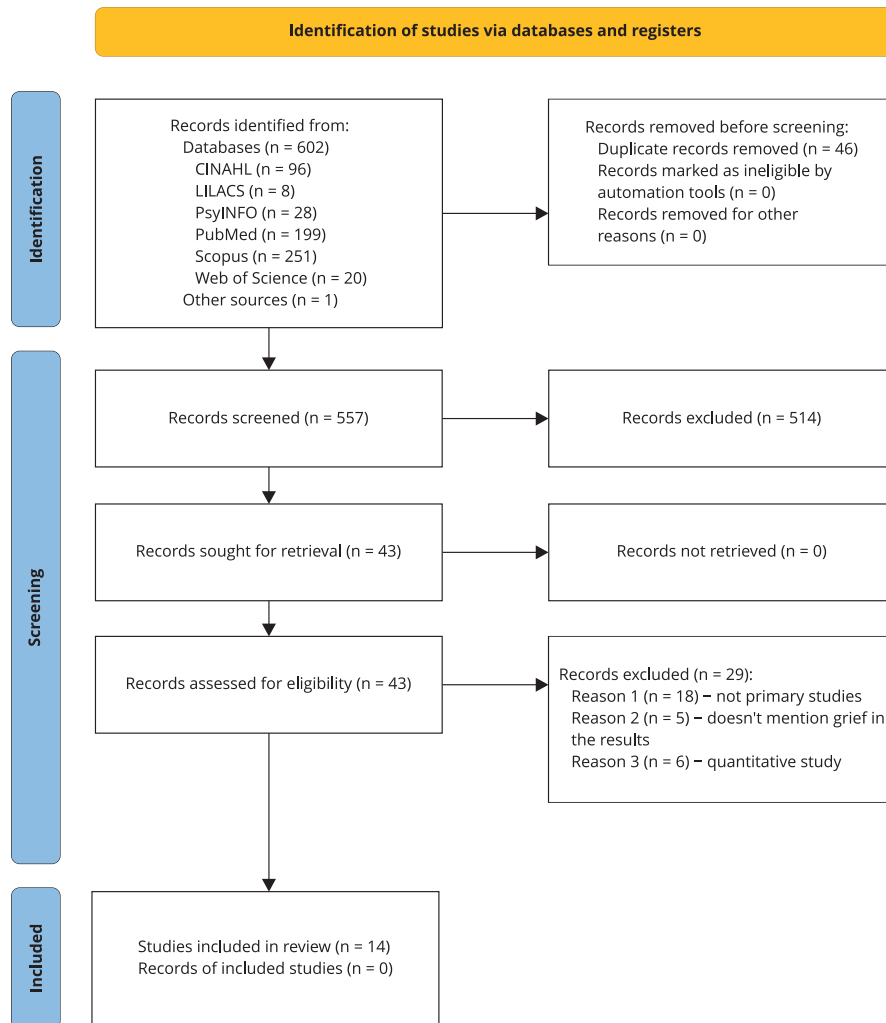 Identification of studies via databases and registers
Identification
Records identified from:
Databases (n = 602)
CINAHL (n = 96)
LILACS (n = 8)
PsyINFO (n = 28)
PubMed (n = 199)
Scopus (n = 251)
Web of Science (n = 20)
Other sources (n = 1)
Records removed before screening:
Duplicate records removed (n = 46)
Records marked as ineligible by
automation tools (n = 0)
Records removed for other
reasons (n = 0)
Screening
Records screened (n = 557)
Records excluded (n = 514)
Records sought for retrieval (n = 43)
Records not retrieved (n = 0)
Records assessed for eligibility (n = 43)
Records excluded (n = 29):
Reason 1 (n = 18) − not primary studies
Reason 2 (n = 5) − doesn't mention grief in
the results
Reason 3 (n = 6) − quantitative study
Included
Studies included in review (n = 14)
Records of included studies (n = 0)